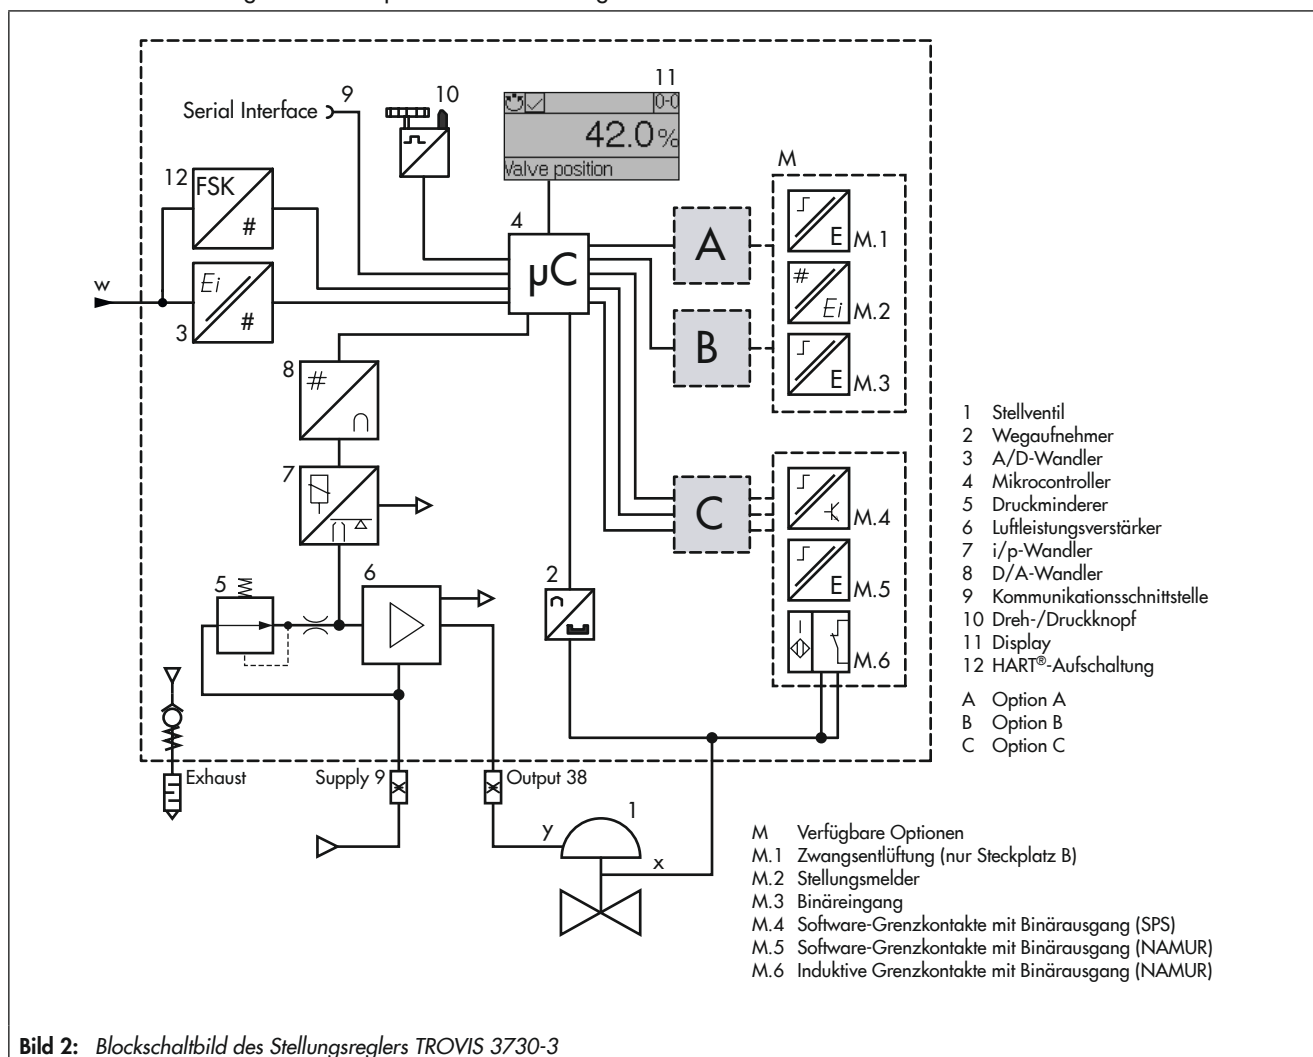 11
9
10
Serial Interface
0-0
42.0%
Valve position
M
12
FSK
#
4
E
M.1
A
µC
w
Ei
#
3
#
Ei
M.2
B
E
M.3
8
#
7
1 Stellventil
2 Wegaufnehmer
3 A/D-Wandler
4 Mikrocontroller
5 Druckminderer
6 Luftleistungsverstärker
7 i/p-Wandler
8 D/A-Wandler
9 Kommunikationsschnittstelle
10 Dreh-/Druckknopf
11 Display
12 HART®-Aufschaltung
A Option A
B Option B
C Option C
C
M.4
5
6
2
E
M.5
M.6
Exhaust
Supply 9
Output 38
1
y
x
M Verfügbare Optionen
M.1 Zwangsentlüftung (nur Steckplatz B)
M.2 Stellungsmelder
M.3 Binäreingang
M.4 Software-Grenzkontakte mit Binärausgang (SPS)
M.5 Software-Grenzkontakte mit Binärausgang (NAMUR)
M.6 Induktive Grenzkontakte mit Binärausgang (NAMUR)
Bild 2: Blockschaltbild des Stellungsreglers TROVIS 3730-3